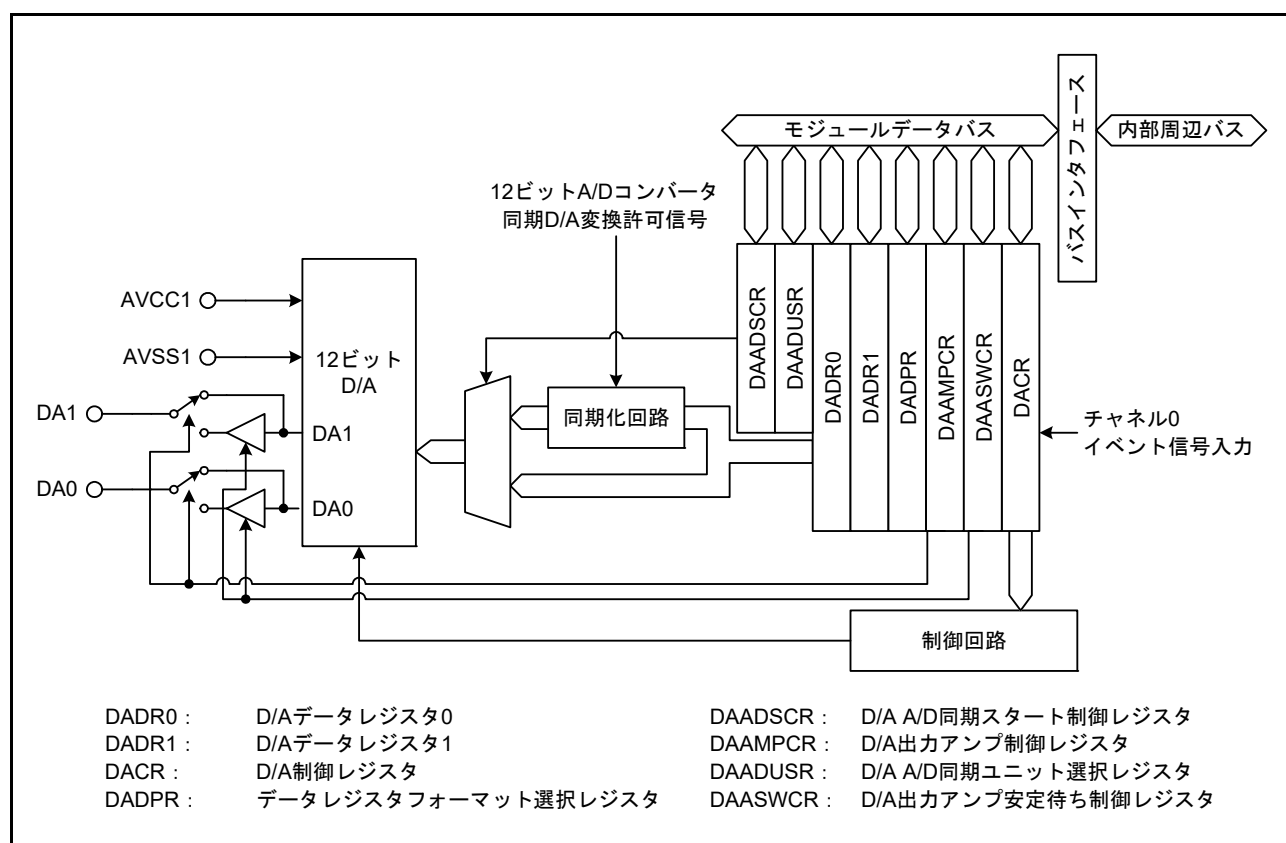 モジュールデータバス
バスインタフェース
内部周辺バス
12ビットA/Dコンバータ
同期D/A変換許可信号
AVCC1
AVSS1
12ビット
D/A
DA1
DA1
DA0
DA0
同期化回路
DAADSCR
DAADUSR
DADR0
DADR1
DADPR
DAAMPCR
DAASWCR
DACR
チャネル0
イベント信号入力
制御回路
DADR0: D/Aデータレジスタ0
DADR1: D/Aデータレジスタ1
DACR: D/A制御レジスタ
DADPR: データレジスタフォーマット選択レジスタ
DAADSCR: D/A A/D同期スタート制御レジスタ
DAAMPCR: D/A出力アンプ制御レジスタ
DAADUSR: D/A A/D同期ユニット選択レジスタ
DAASWCR: D/A出力アンプ安定待ち制御レジスタ